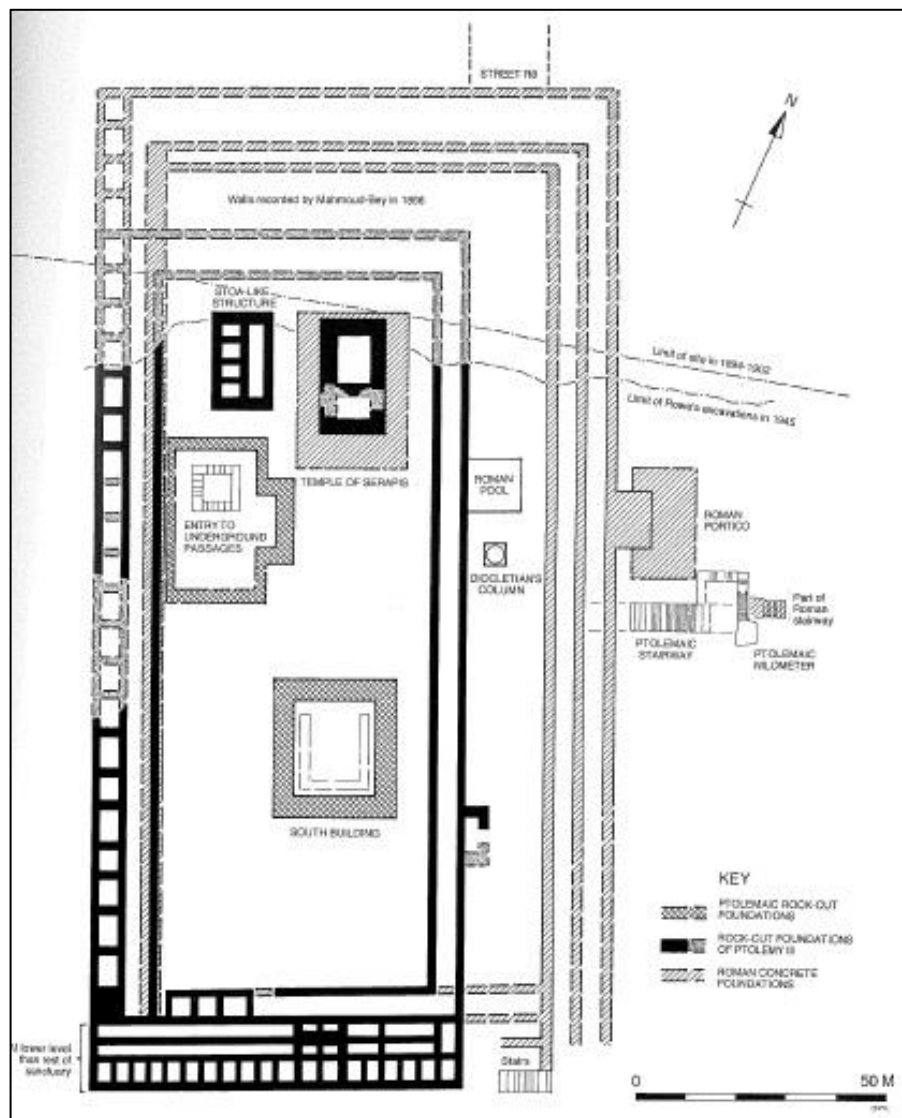 STREET R8
N
Walls recorded by Mahmoud-Bey in 1866
STOA-LIKE
STRUCTURE
Limit of site in 1894-1902
Limit of Rowe's excavations in 1945
TEMPLE OF SERAPIS
ROMAN
POOL
ENTRY TO
UNDERGROUND
PASSAGES
ROMAN
PORTICO
DIOCLETIAN'S
COLUMN
Part of
Roman
stairway
PTOLEMAIC
STAIRWAY
PTOLEMAIC
NILOMETER
SOUTH BUILDING
KEY
PTOLEMAIC ROCK-CUT
FOUNDATIONS
ROCK-CUT FOUNDATIONS
OF PTOLEMY III
ROMAN CONCRETE
FOUNDATIONS
lower level
than rest of
sanctuary
Stairs
0 50 M